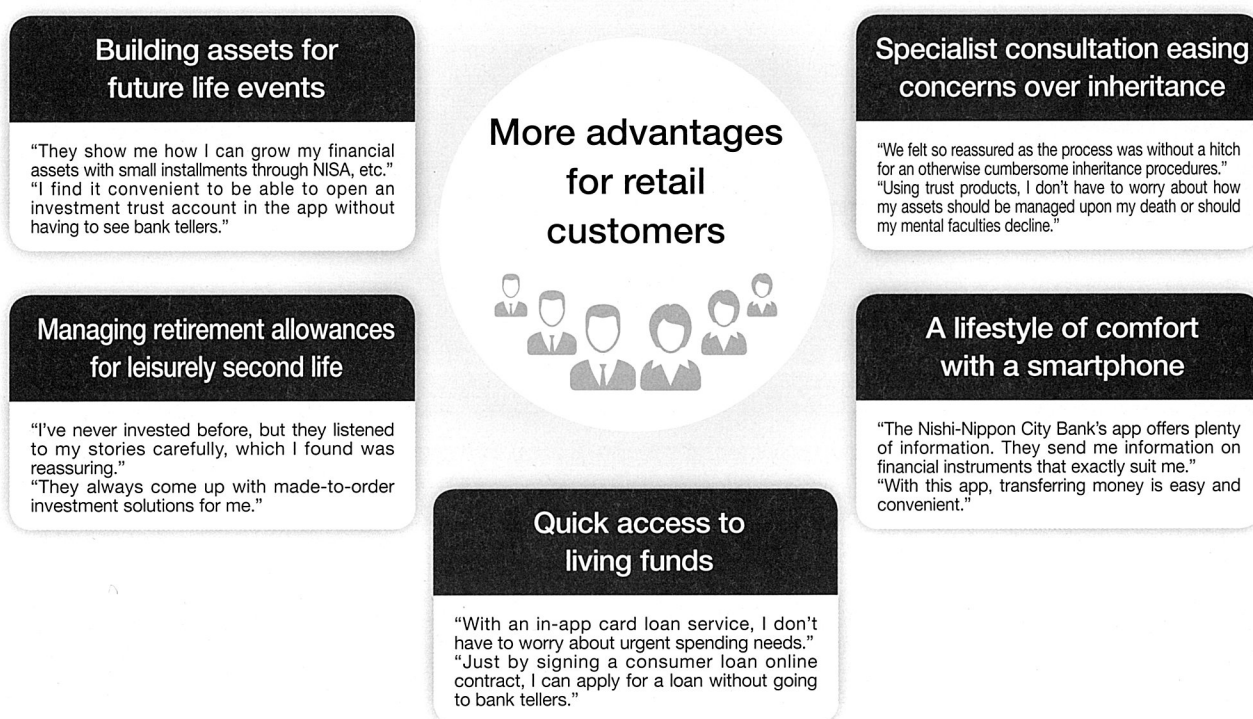 Building assets for
future life events
“They show me how I can grow my financial
assets with small installments through NISA, etc.”
“I find it convenient to be able to open an
investment trust account in the app without
having to see bank tellers.”
Managing retirement allowances
for leisurely second life
“I’ve never invested before, but they listened
to my stories carefully, which I found was
reassuring.”
“They always come up with made-to-order
investment solutions for me.”
More advantages
for retail
customers
Quick access to
living funds
“With an in-app card loan service, I don’t
have to worry about urgent spending needs.”
“Just by signing a consumer loan online
contract, I can apply for a loan without going
to bank tellers.”
Specialist consultation easing
concerns over inheritance
“We felt so reassured as the process was without a hitch
for an otherwise cumbersome inheritance procedures.”
“Using trust products, I don’t have to worry about how
my assets should be managed upon my death or should
my mental faculties decline.”
A lifestyle of comfort
with a smartphone
“The Nishi-Nippon City Bank’s app offers plenty
of information. They send me information on
financial instruments that exactly suit me.”
“With this app, transferring money is easy and
convenient.”